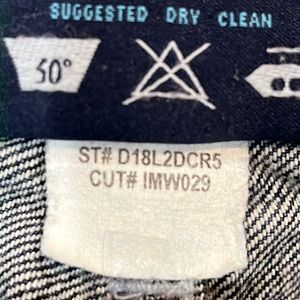 SUGGESTED DRY CLEAN
50°
ST# D18L2DCR5
CUT# IMW029